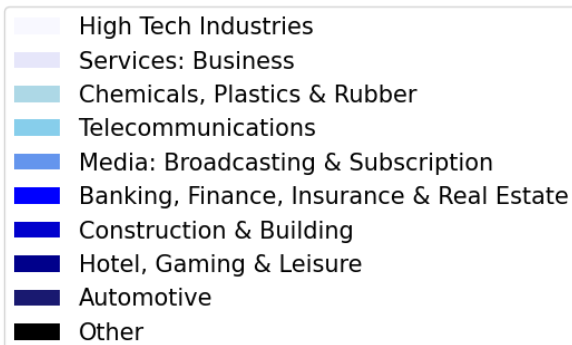 High Tech Industries
Services: Business
Chemicals, Plastics & Rubber
Telecommunications
Media: Broadcasting & Subscription
Banking, Finance, Insurance & Real Estate
Construction & Building
Hotel, Gaming & Leisure
Automotive
Other